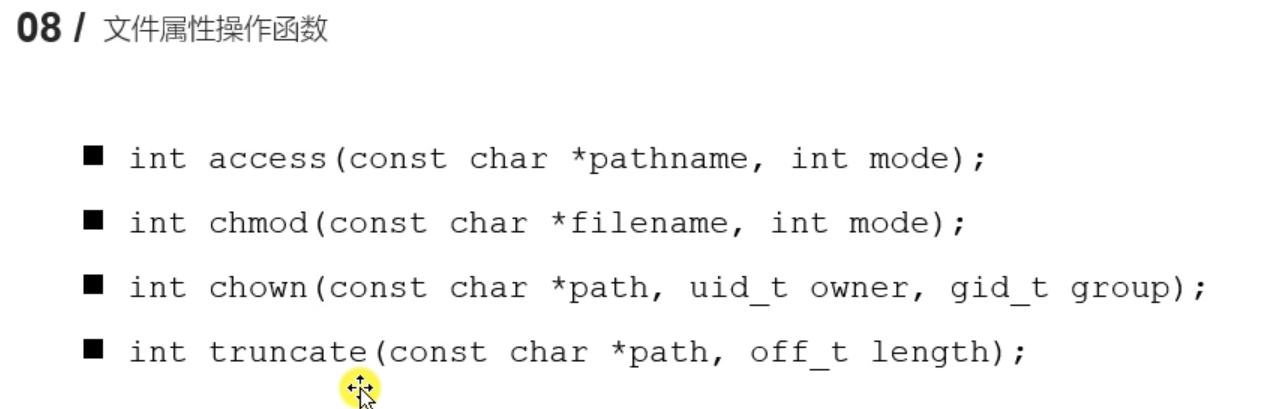 08 / 文件属性操作函数
■ int access(const char *pathname, int mode);
■ int chmod(const char *filename, int mode);
■ int chown(const char *path, uid_t owner, gid_t group);
■ int truncate(const char *path, off_t length);